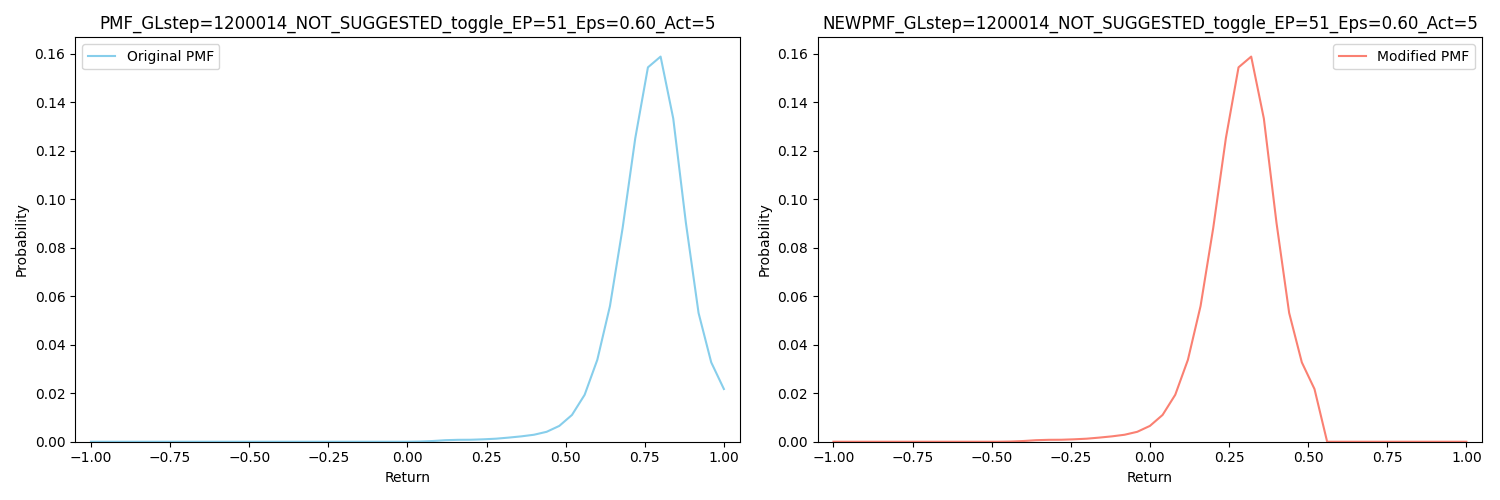 PMF_GLstep=1200014_NOT_SUGGESTED_toggle_EP=51_Eps=0.60_Act=5
Original PMF
Probability
0.16
0.14
0.12
0.10
0.08
0.06
0.04
0.02
0.00
−1.00 −0.75 −0.50 −0.25 0.00 0.25 0.50 0.75 1.00
Return
NEWPMF_GLstep=1200014_NOT_SUGGESTED_toggle_EP=51_Eps=0.60_Act=5
Modified PMF
Probability
0.16
0.14
0.12
0.10
0.08
0.06
0.04
0.02
0.00
−1.00 −0.75 −0.50 −0.25 0.00 0.25 0.50 0.75 1.00
Return